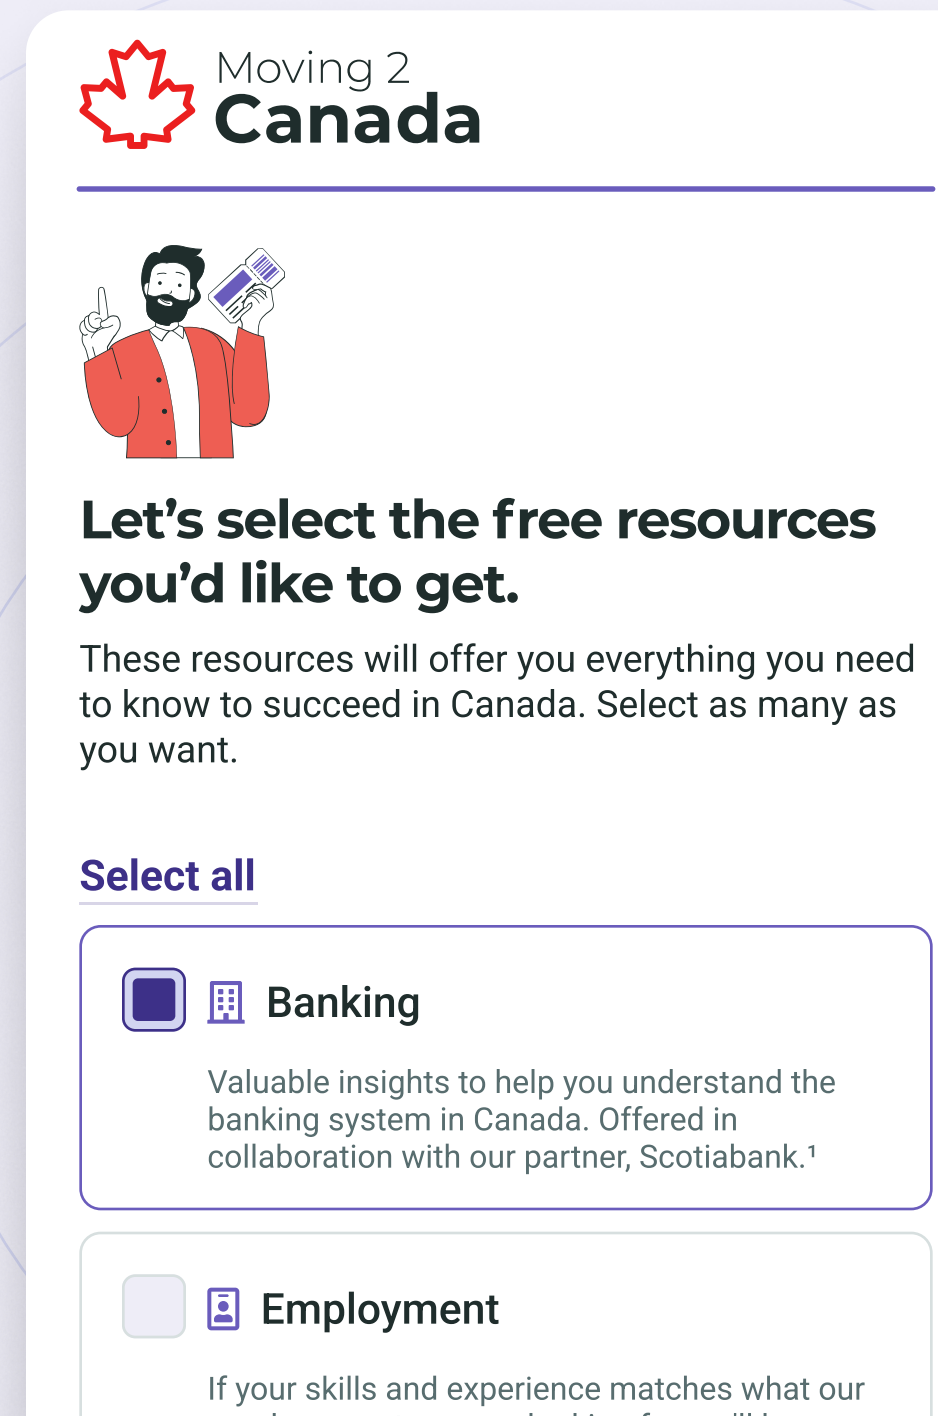 Moving 2
Canada
Let’s select the free resources
you’d like to get.
These resources will offer you everything you need
to know to succeed in Canada. Select as many as
you want.
Select all
Banking
Valuable insights to help you understand the
banking system in Canada. Offered in
collaboration with our partner, Scotiabank.¹
Employment
If your skills and experience matches what our